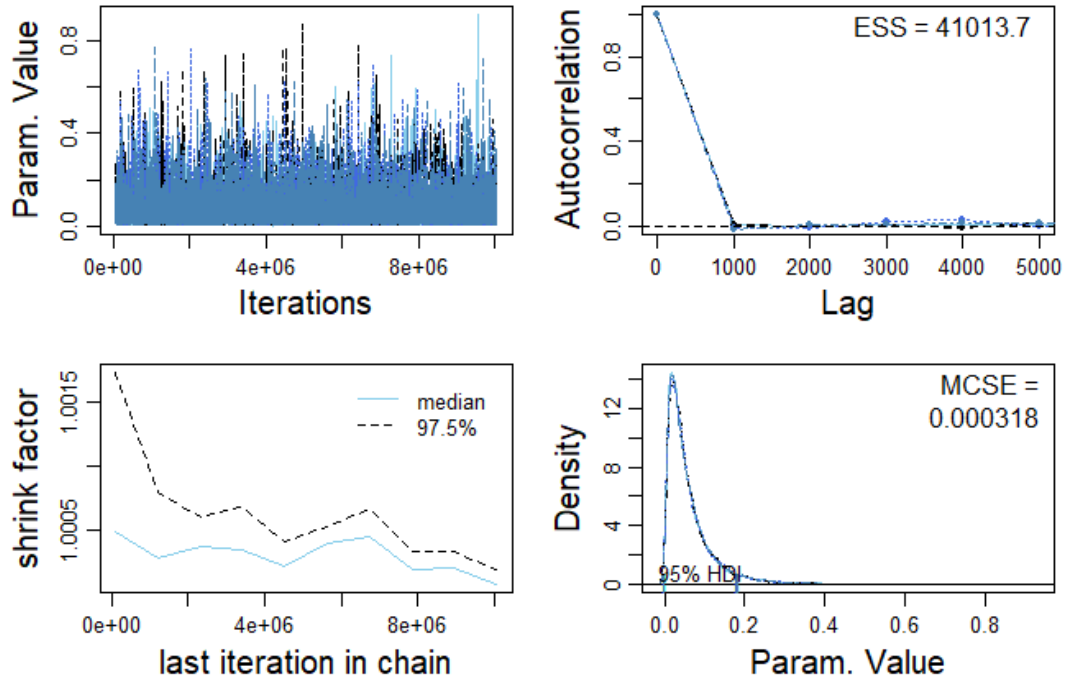 Param. Value
0.0
0.4
0.8
0e+00
4e+06
8e+06
Iterations
Autocorrelation
0.0
0.4
0.8
ESS = 41013.7
0
1000
2000
3000
4000
5000
Lag
shrink factor
1.0005
1.0015
median
97.5%
0e+00
4e+06
8e+06
last iteration in chain
Density
0
4
8
12
MCSE =
0.000318
95% HDI
0.0
0.2
0.4
0.6
0.8
Param. Value